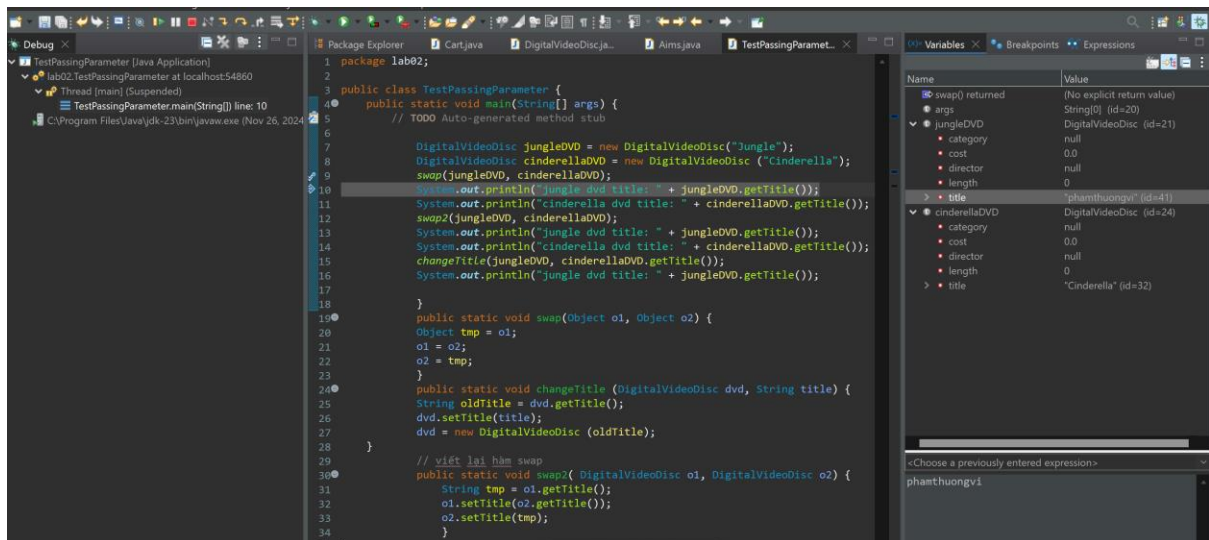 Debug
Package Explorer
Cart.java
DigitalVideoDisc.ja...
Aims.java
TestPassingParamet...
Variables
Breakpoints
Expressions
TestPassingParameter [Java Application]
lab02.TestPassingParameter at localhost:54860
Thread [main] (Suspended)
TestPassingParameter.main(String[]) line: 10
C:\Program Files\Java\jdk-23\bin\javaw.exe (Nov 26, 2024
1 package lab02;
2
3 public class TestPassingParameter {
4 public static void main(String[] args) {
5 // TODO Auto-generated method stub
6
7 DigitalVideoDisc jungleDVD = new DigitalVideoDisc("Jungle");
8 DigitalVideoDisc cinderellaDVD = new DigitalVideoDisc ("Cinderella");
9 swap(jungleDVD, cinderellaDVD);
10 System.out.println("jungle dvd title: " + jungleDVD.getTitle());
11 System.out.println("cinderella dvd title: " + cinderellaDVD.getTitle());
12 swap2(jungleDVD, cinderellaDVD);
13 System.out.println("jungle dvd title: " + jungleDVD.getTitle());
14 System.out.println("cinderella dvd title: " + cinderellaDVD.getTitle());
15 changeTitle(jungleDVD, cinderellaDVD.getTitle());
16 System.out.println("jungle dvd title: " + jungleDVD.getTitle());
17
18 }
19 public static void swap(Object o1, Object o2) {
20 Object tmp = o1;
21 o1 = o2;
22 o2 = tmp;
23 }
24 public static void changeTitle (DigitalVideoDisc dvd, String title) {
25 String oldTitle = dvd.getTitle();
26 dvd.setTitle(title);
27 dvd = new DigitalVideoDisc (oldTitle);
28 }
29 // viết lại hàm swap
30 public static void swap2( DigitalVideoDisc o1, DigitalVideoDisc o2) {
31 String tmp = o1.getTitle();
32 o1.setTitle(o2.getTitle());
33 o2.setTitle(tmp);
34 }
Name Value
swap() returned (No explicit return value)
args String[0] (id=20)
jungleDVD DigitalVideoDisc (id=21)
category null
cost 0.0
director null
length 0
title "phamthuongvi" (id=41)
cinderellaDVD DigitalVideoDisc (id=24)
category null
cost 0.0
director null
length 0
title "Cinderella" (id=32)
<Choose a previously entered expression>
phamthuongvi